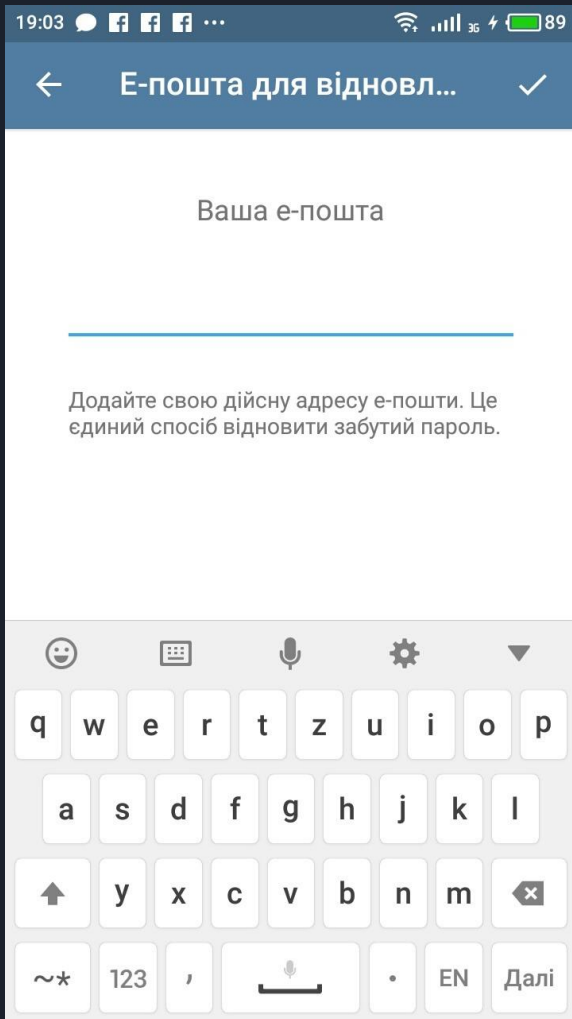 19:03 ... 3G 89
Е-пошта для відновл...
Ваша е-пошта
Додайте свою дійсну адресу е-пошти. Це
єдиний спосіб відновити забутий пароль.
q w e r t z u i o p
a s d f g h j k l
y x c v b n m
~* 123 , . EN Далі